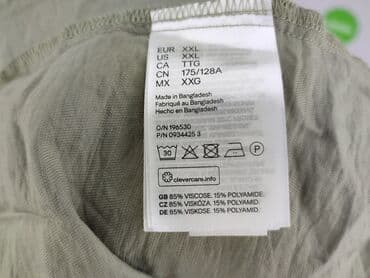 EUR XXL
US XXL
CA TTG
CN 175/128A
MX XXG
Made in Bangladesh
Fabriqué au Bangladesh
Hecho en Bangladesh
O/N 196530
P/N 0934425 3
30 P
clevercare.info
GB 85% VISCOSE, 15% POLYAMIDE.
CZ 85% VISKÓZA, 15% POLYAMID.
DE 85% VISKOSE, 15% POLYAMID.